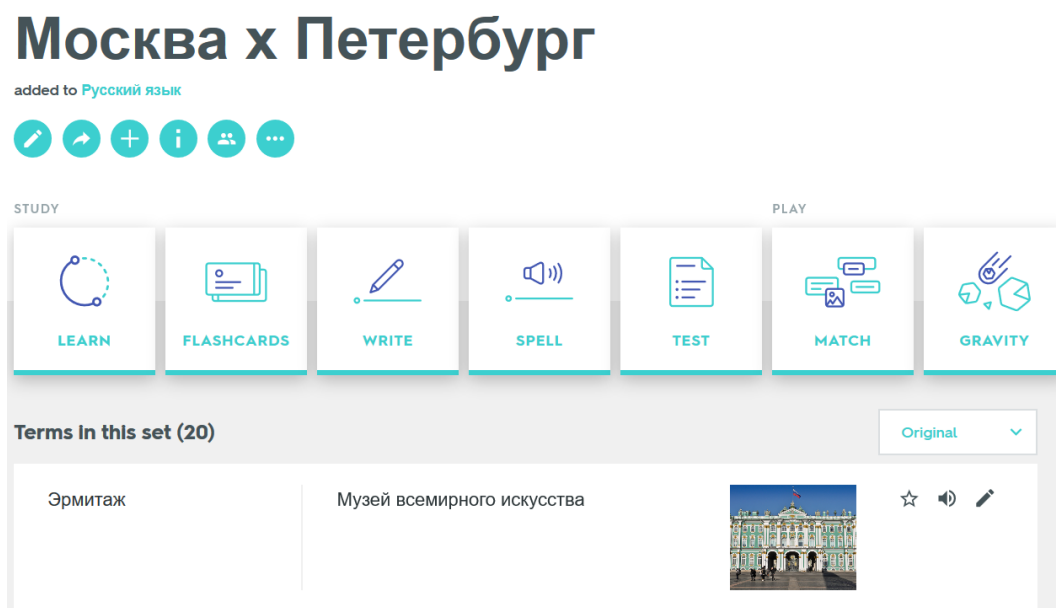 Москва х Петербург
added to Русский язык
STUDY
PLAY
LEARN
FLASHCARDS
WRITE
SPELL
TEST
MATCH
GRAVITY
Terms in this set (20)
Original
Эрмитаж
Музей всемирного искусства